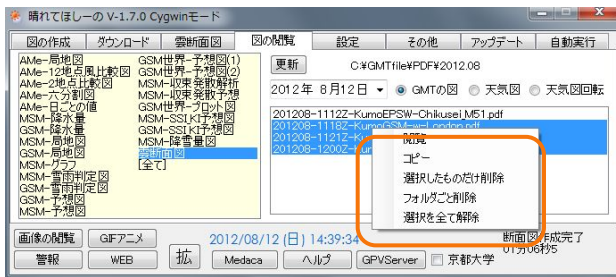 晴れてほしーの V-1.7.0 Cygwinモード
図の作成 ダウンロード 雲断面図 図の閲覧 設定 その他 アップデート 自動実行
AMe-局地図 GSM世界-予想図(1)
AMe-12地点風比較図 GSM世界-予想図(2)
AMe-2地点比較図 MSM-収束発散解析
AMe-六分割図 MSM-収束発散予想
AMe-日ごとの値 GSM世界-プロット図
MSM-降水量 MSM-SSIKI予想図
GSM-降水量 GSM-SSIKI予想図
MSM-局地図 MSM-降雪量図
GSM-局地図 雲断面図
MSM-グラフ [全て]
MSM-雪雨判定図
GSM-雪雨判定図
GSM-予想図
MSM-予想図
更新 C:¥GMTfile¥PDF¥2012.08
2012年 8月12日 GMTの図 天気図 天気図回転
201208-1112Z-KumoEPSW-Chikusei,M51.pdf
201208-1118Z-KumoGSM-w-London.pdf
201208-1121Z-
201208-1200Z-
閲覧
コピー
選択したものだけ削除
フォルダごと削除
選択を全て解除
画像の閲覧 GIFアニメ 2012/08/12 (日) 14:39:34 断面図作成完了
01分06秒5
警報 WEB 拡 Medaca ヘルプ GPVServer 京都大学